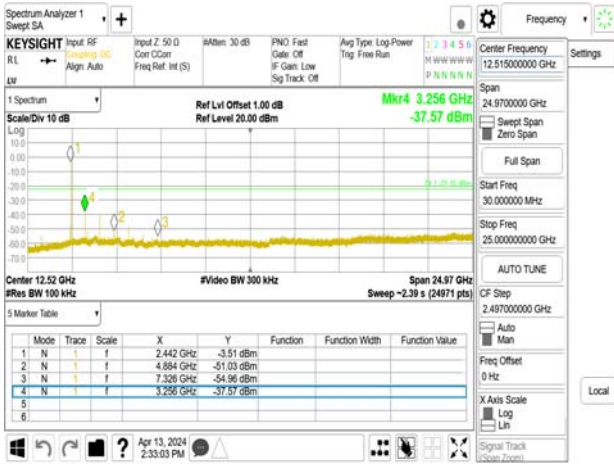 Spectrum Analyzer 1
Swept SA
+
Frequency
Settings
KEYSIGHT
RL
Input: RF
Coupling: DC
Align: Auto
Input Z: 50 Ω
Corr CCorr
Freq Ref: Int (S)
#Atten: 30 dB
PNO: Fast
Gate: Off
IF Gain: Low
Sig Track: Off
Avg Type: Log-Power
Trig: Free Run
1 2 3 4 5 6
M W W W W W
P N N N N N
1 Spectrum
Scale/Div 10 dB
Ref Lvl Offset 1.00 dB
Ref Level 20.00 dBm
Mkr4 3.256 GHz
-37.57 dBm
Log
10.0
0.00
-10.0
-20.0
-30.0
-40.0
-50.0
-60.0
-70.0
1
4
2
3
Center 12.52 GHz
#Res BW 100 kHz
#Video BW 300 kHz
Span 24.97 GHz
Sweep ~2.39 s (24971 pts)
5 Marker Table
Mode Trace Scale X Y Function Function Width Function Value
1 N 1 f 2.442 GHz -3.51 dBm
2 N 1 f 4.884 GHz -51.03 dBm
3 N 1 f 7.326 GHz -54.96 dBm
4 N 1 f 3.256 GHz -37.57 dBm
5
6
Apr 13, 2024
2:33:03 PM
Center Frequency
12.515000000 GHz
Span
24.9700000 GHz
Swept Span
Zero Span
Full Span
Start Freq
30.000000 MHz
Stop Freq
25.000000000 GHz
AUTO TUNE
CF Step
2.497000000 GHz
Auto
Man
Freq Offset
0 Hz
X Axis Scale
Log
Lin
Signal Track
(Span Zoom)
Local